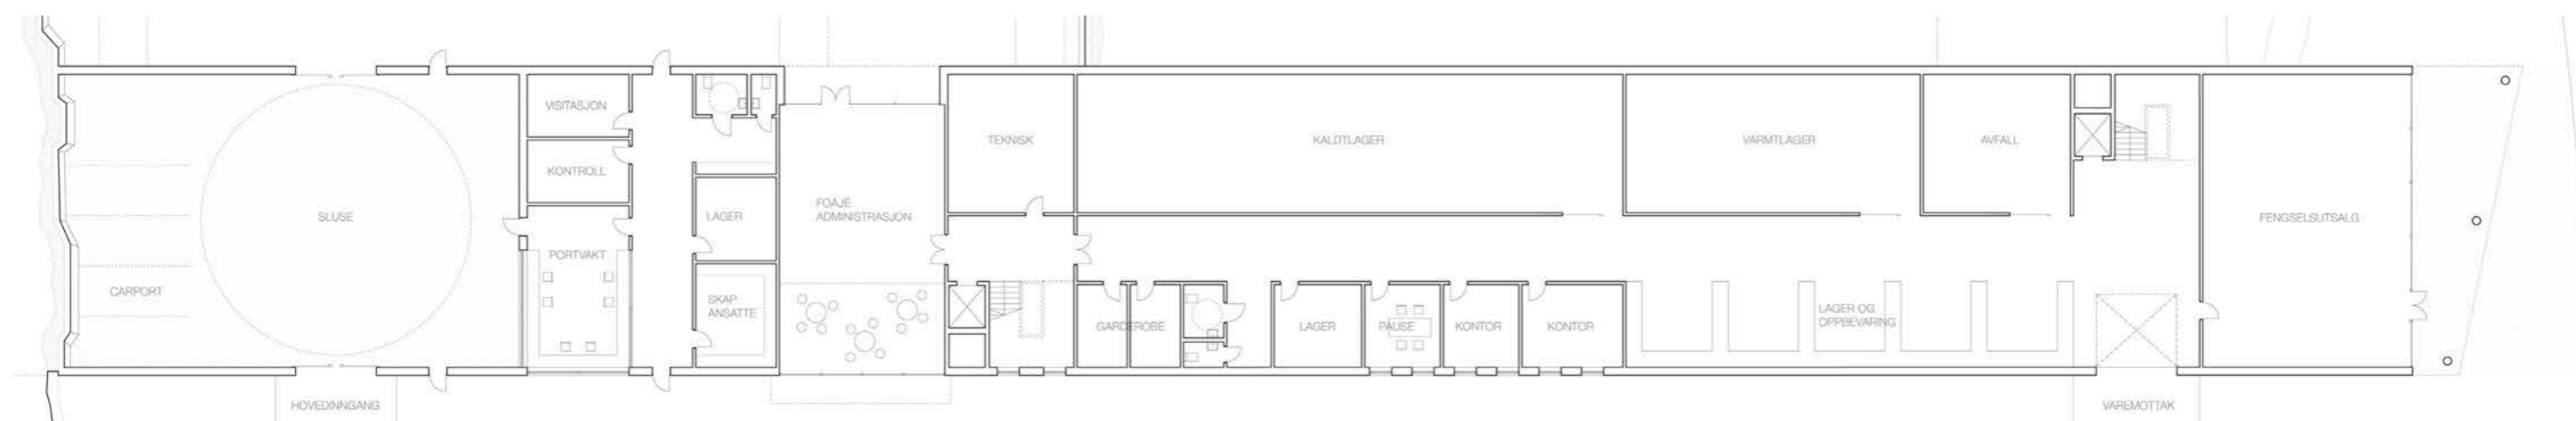 VISITASJON
KONTROLL
SLUSE
PORTVAKT
CARPORT
HOVEDINNGANG
LAGER
SKAP
ANSATTE
FOAJÉ
ADMINISTRASJON
TEKNISK
KALDTLAGER
VARMTLAGER
AVFALL
FENGSELSUTSALG
GARDEROBE
LAGER
PAUSE
KONTOR
KONTOR
LAGER OG
OPPBEVARING
VAREMOTTAK